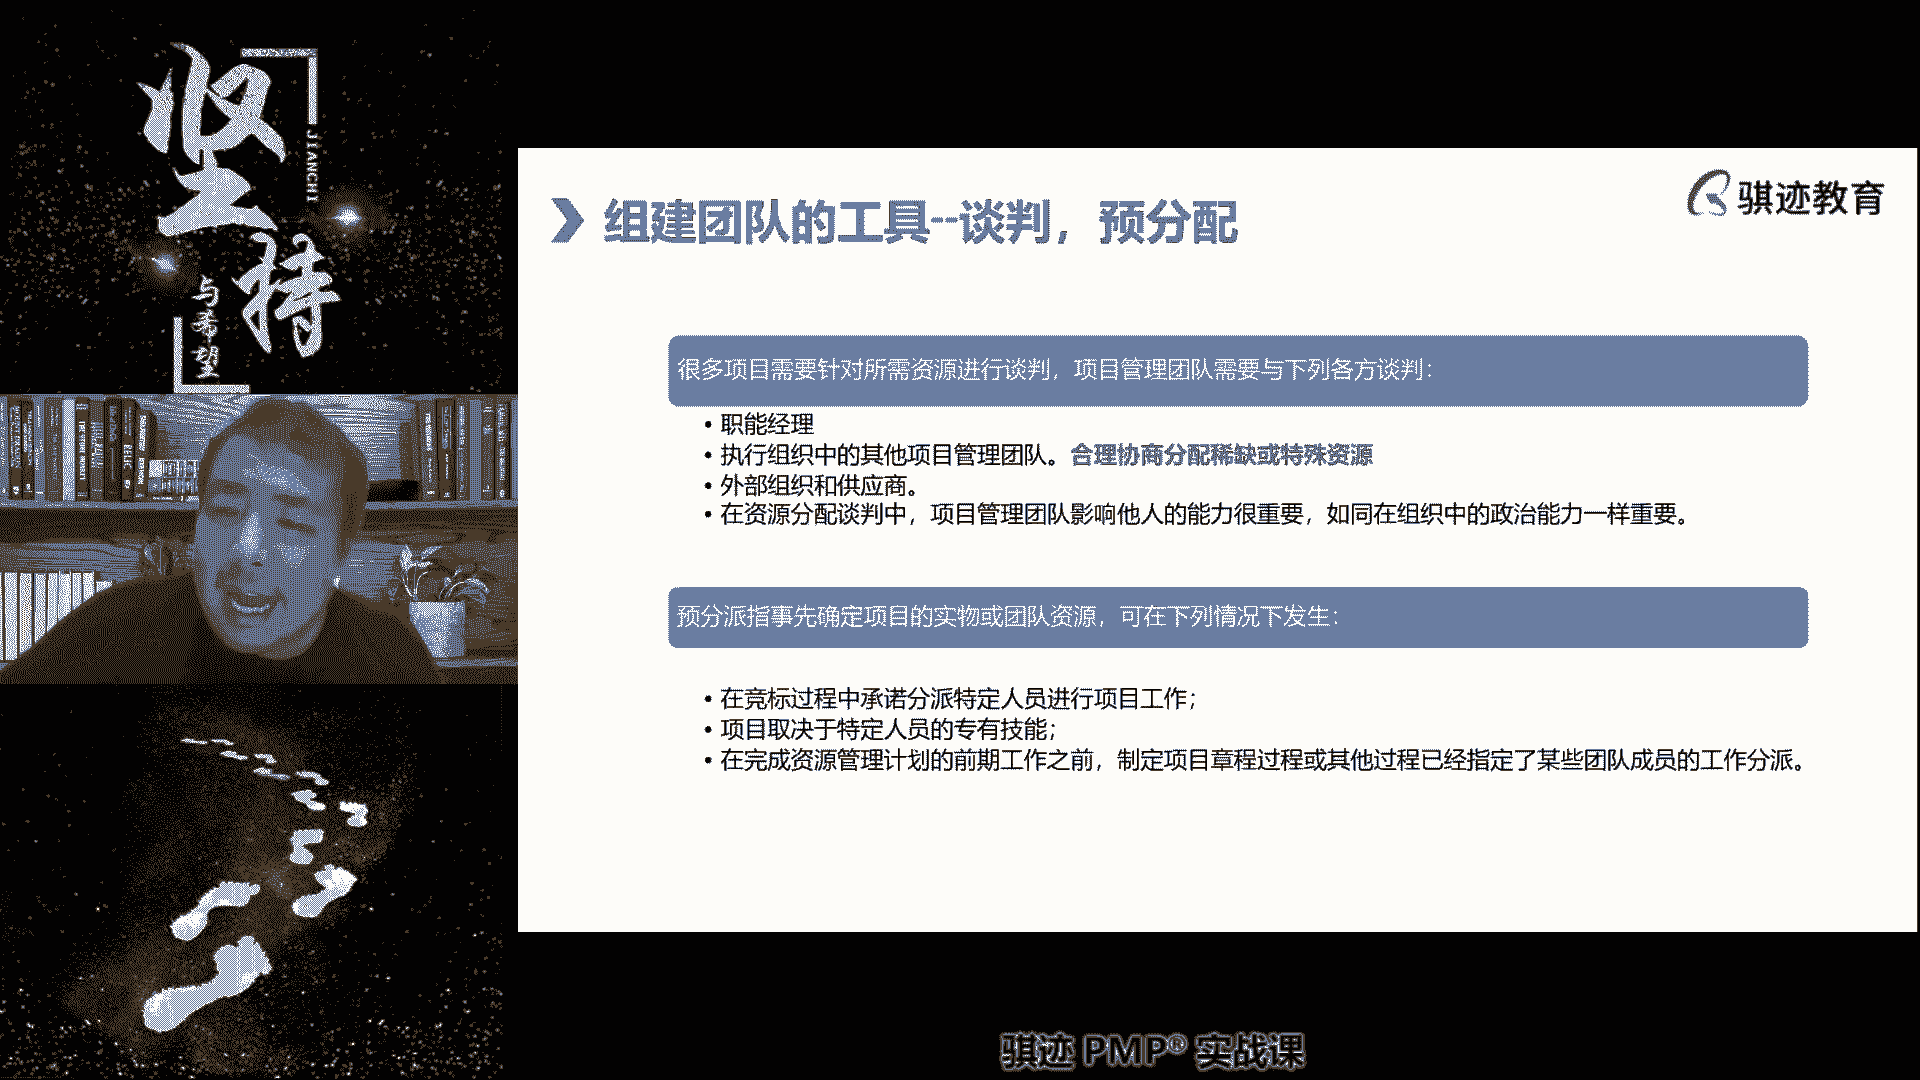 坚持
JIANCHI
与希望
骐迹教育
组建团队的工具--谈判，预分配
很多项目需要针对所需资源进行谈判，项目管理团队需要与下列各方谈判：
• 职能经理
• 执行组织中的其他项目管理团队。合理协商分配稀缺或特殊资源
• 外部组织和供应商。
• 在资源分配谈判中，项目管理团队影响他人的能力很重要，如同在组织中的政治能力一样重要。
预分派指事先确定项目的实物或团队资源，可在下列情况下发生：
• 在竞标过程中承诺分派特定人员进行项目工作；
• 项目取决于特定人员的专有技能；
• 在完成资源管理计划的前期工作之前，制定项目章程过程或其他过程已经指定了某些团队成员的工作分派。
骐迹 PMP® 实战课